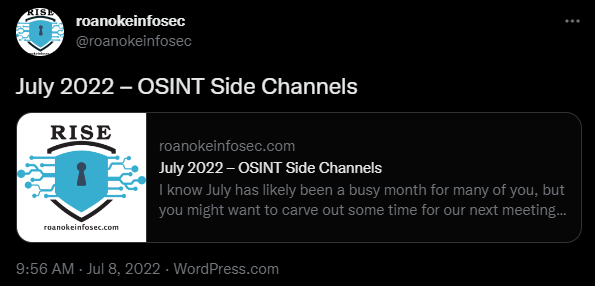 roanokeinfosec
@roanokeinfosec
July 2022 – OSINT Side Channels
RISE
roanokeinfosec.com
roanokeinfosec.com
July 2022 – OSINT Side Channels
I know July has likely been a busy month for many of you, but
you might want to carve out some time for our next meeting...
9:56 AM · Jul 8, 2022 · WordPress.com